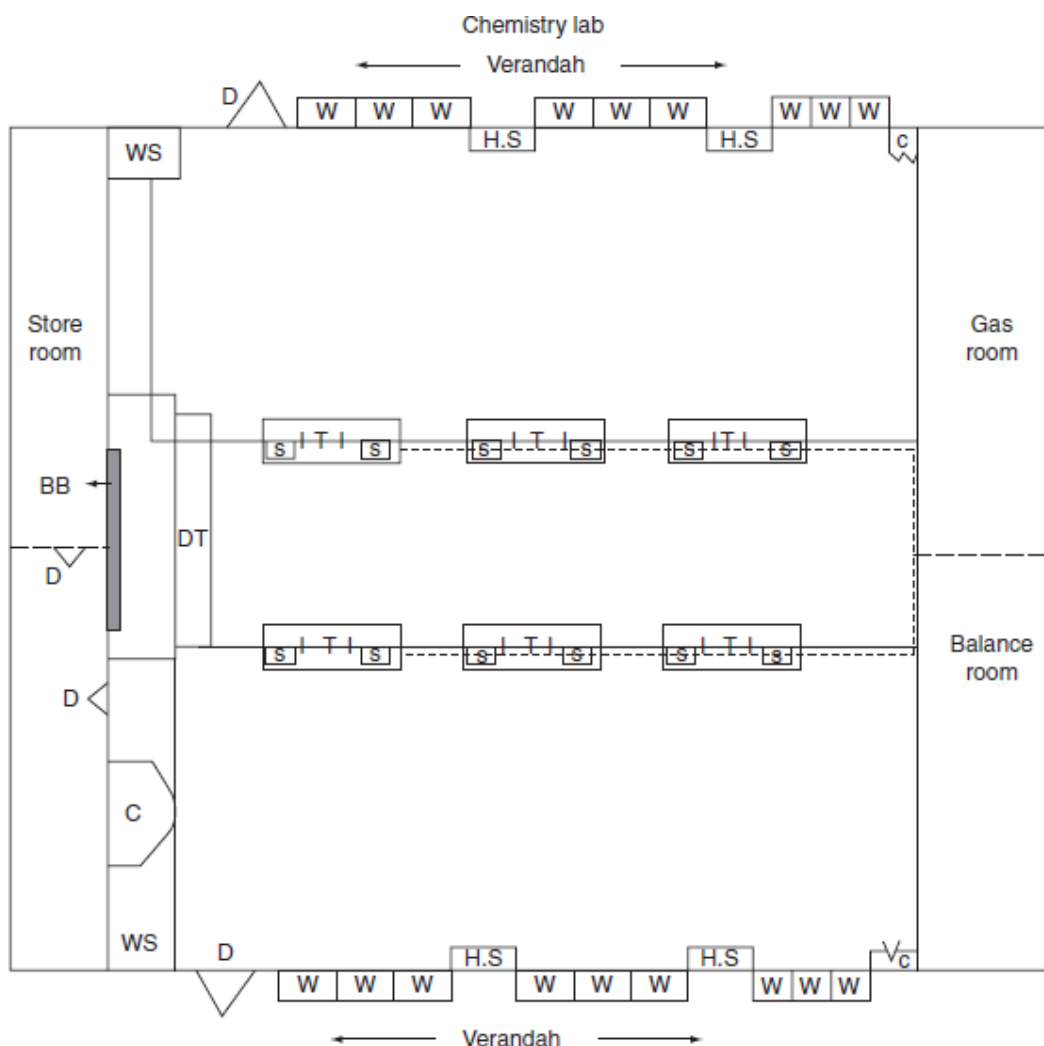 Chemistry lab
Verandah
D
W W W W W W W W W
H.S H.S c
WS
Store
room
Gas
room
I T I I T I I T I
S S S S S S
BB
DT
D
I T I I T I I T I
S S S S S S
Balance
room
D
C
WS
D
H.S H.S
c
W W W W W W W W W
Verandah